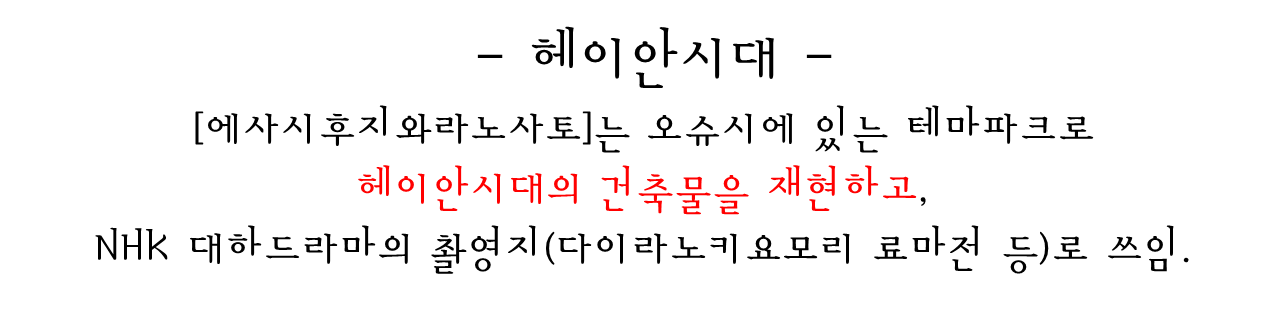 - 헤이안시대 -
[에사시후지와라노사토]는 오슈시에 있는 테마파크로
헤이안시대의 건축물을 재현하고,
NHK 대하드라마의 촬영지(다이라노키요모리 료마전 등)로 쓰임.